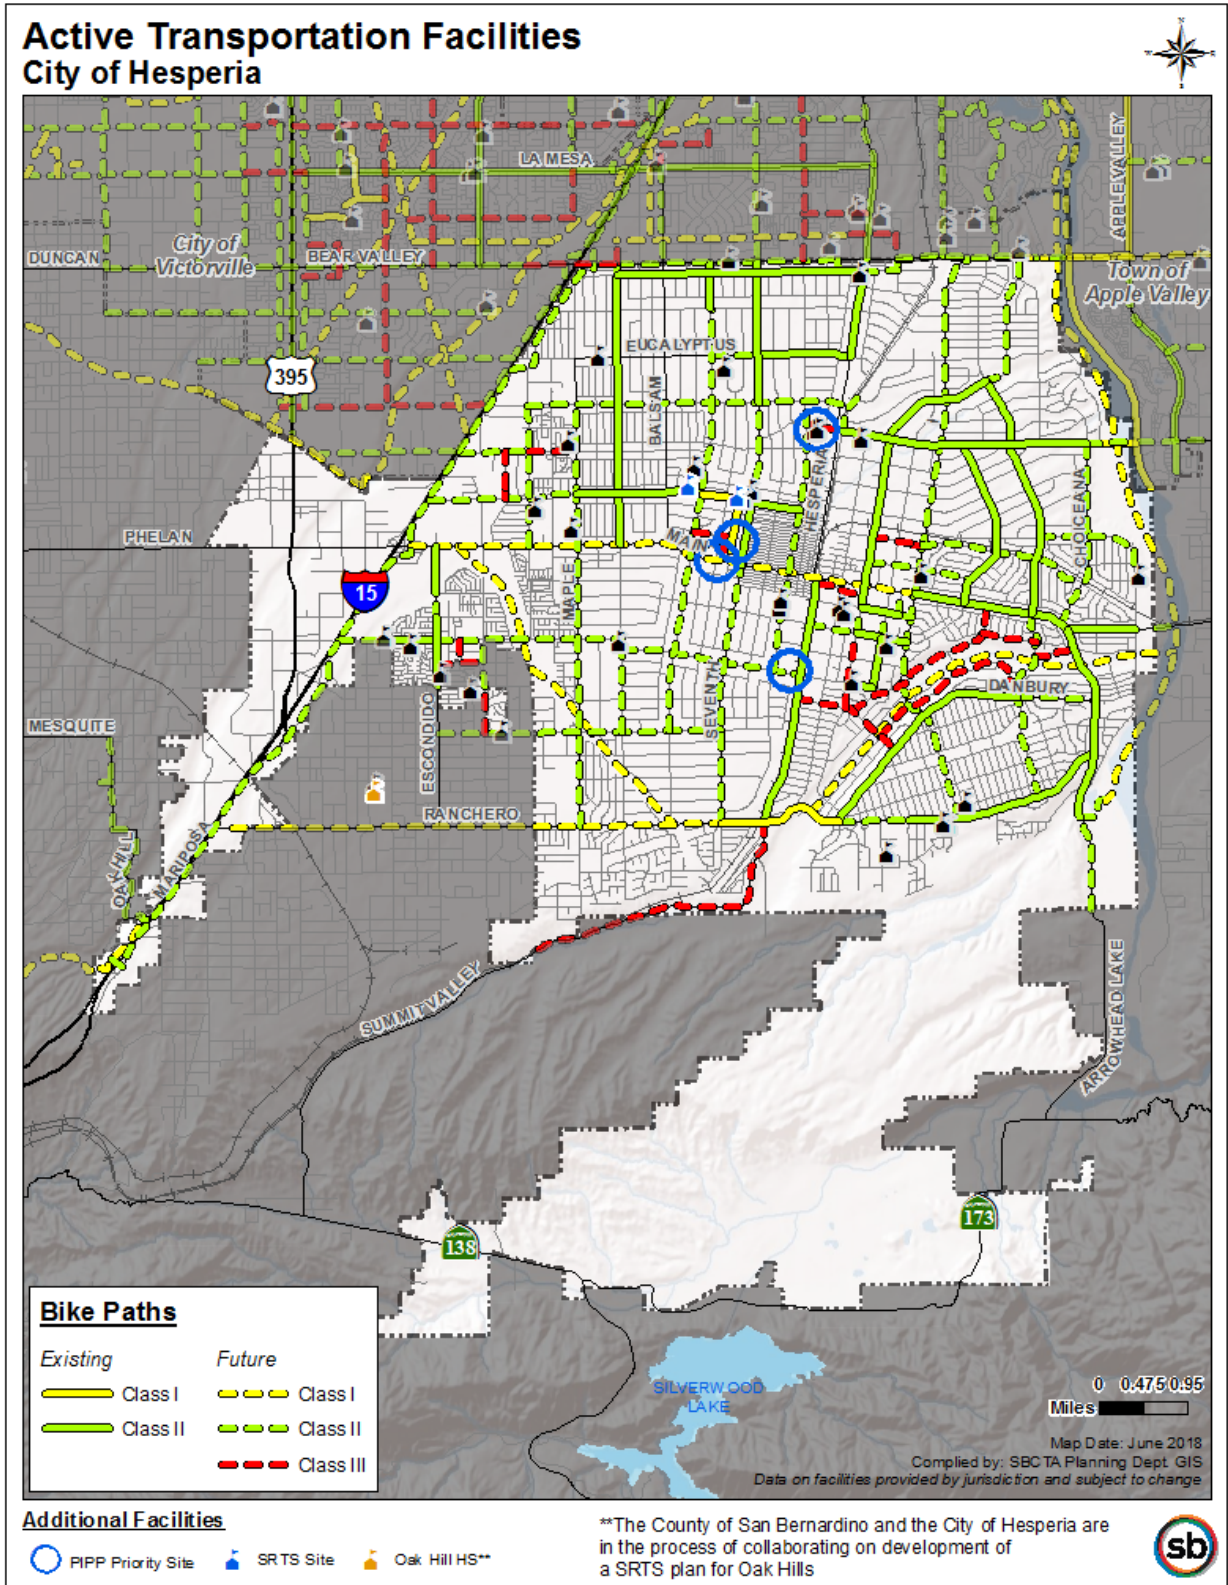 Active Transportation Facilities
City of Hesperia
LA MESA
APPLE VALLEY
City of
Victorville
DUNCAN
BEAR VALLEY
Town of
Apple Valley
EUCALYPTUS
395
BALSAM
HESPERIA
CHOICEANA
PHELAN
MAIN
15
MAPLE
DANBURY
SEVENTH
ESCONDIDO
MESQUITE
RANCHERO
OAK HILL
MARIPOSA
SUMMIT VALLEY
ARROWHEAD LAKE
173
138
SILVERWOOD
LAKE
Bike Paths
Existing Future
Class I Class I
Class II Class II
Class III
0 0.475 0.95
Miles
Map Date: June 2018
Complied by: SBCTA Planning Dept. GIS
Data on facilities provided by jurisdiction and subject to change
Additional Facilities
PIPP Priority Site SRTS Site Oak Hill HS**
**The County of San Bernardino and the City of Hesperia are
in the process of collaborating on development of
a SRTS plan for Oak Hills
sb